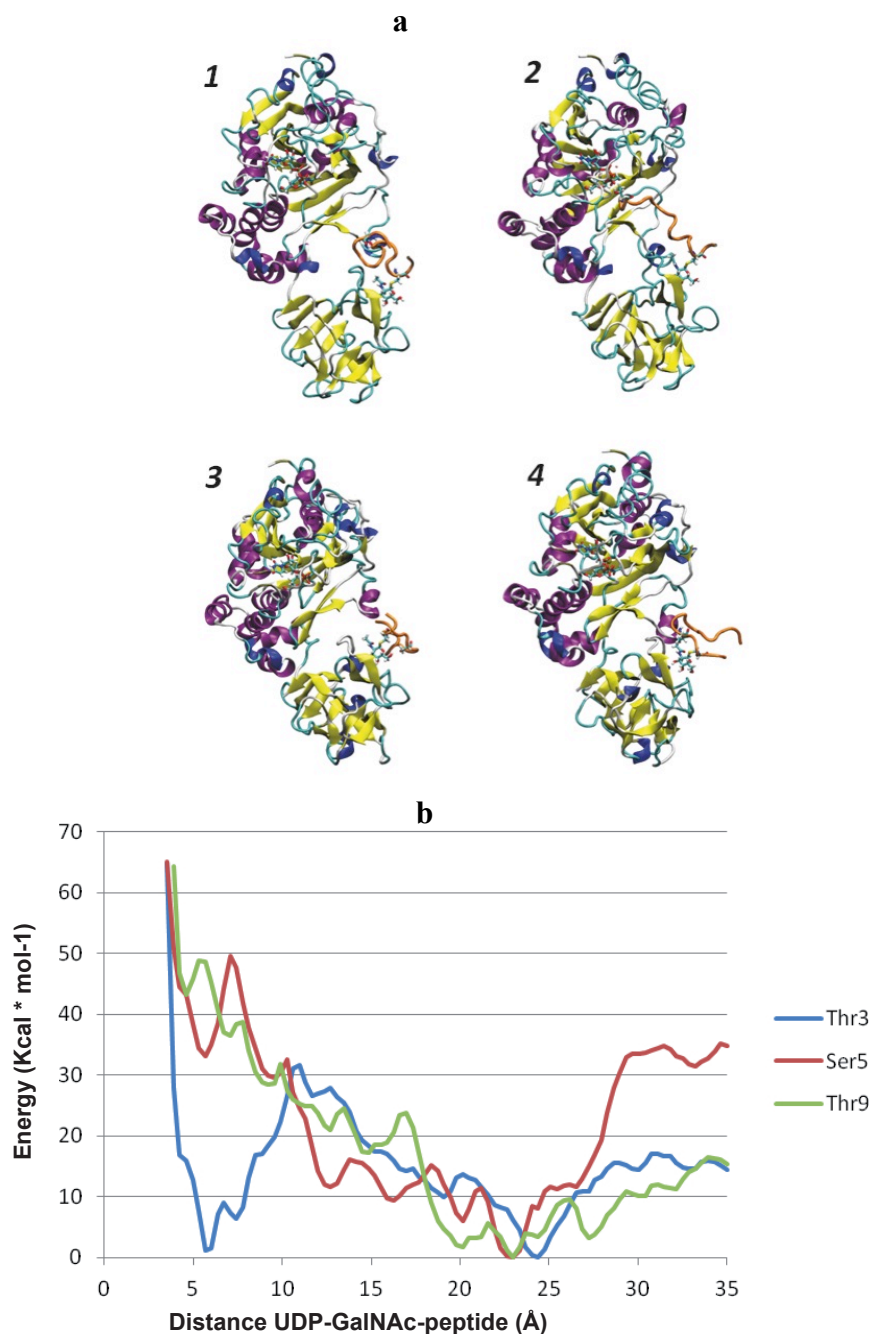 a
1
2
3
4
b
70
60
50
40
30
20
10
0
Energy (Kcal * mol-1)
0 5 10 15 20 25 30 35
Distance UDP-GalNAc-peptide (Å)
Thr3
Ser5
Thr9